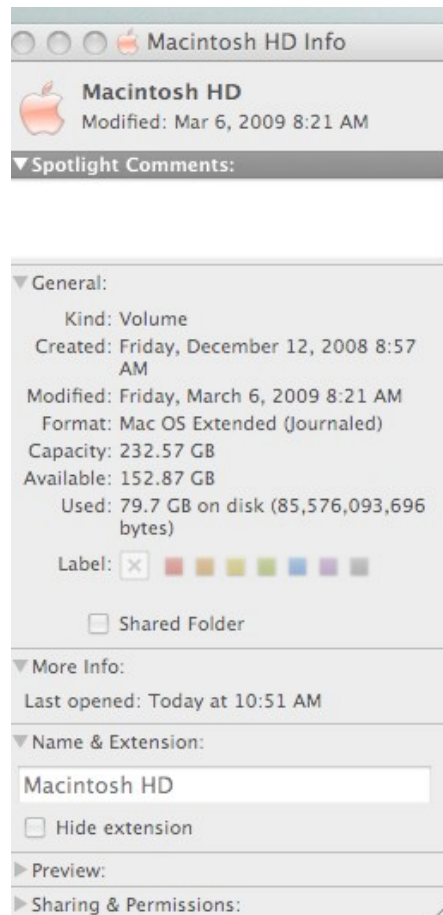 Macintosh HD Info
Macintosh HD
Modified: Mar 6, 2009 8:21 AM
Spotlight Comments:
General:
Kind: Volume
Created: Friday, December 12, 2008 8:57
AM
Modified: Friday, March 6, 2009 8:21 AM
Format: Mac OS Extended (Journaled)
Capacity: 232.57 GB
Available: 152.87 GB
Used: 79.7 GB on disk (85,576,093,696
bytes)
Label:
Shared Folder
More Info:
Last opened: Today at 10:51 AM
Name & Extension:
Macintosh HD
Hide extension
Preview:
Sharing & Permissions: